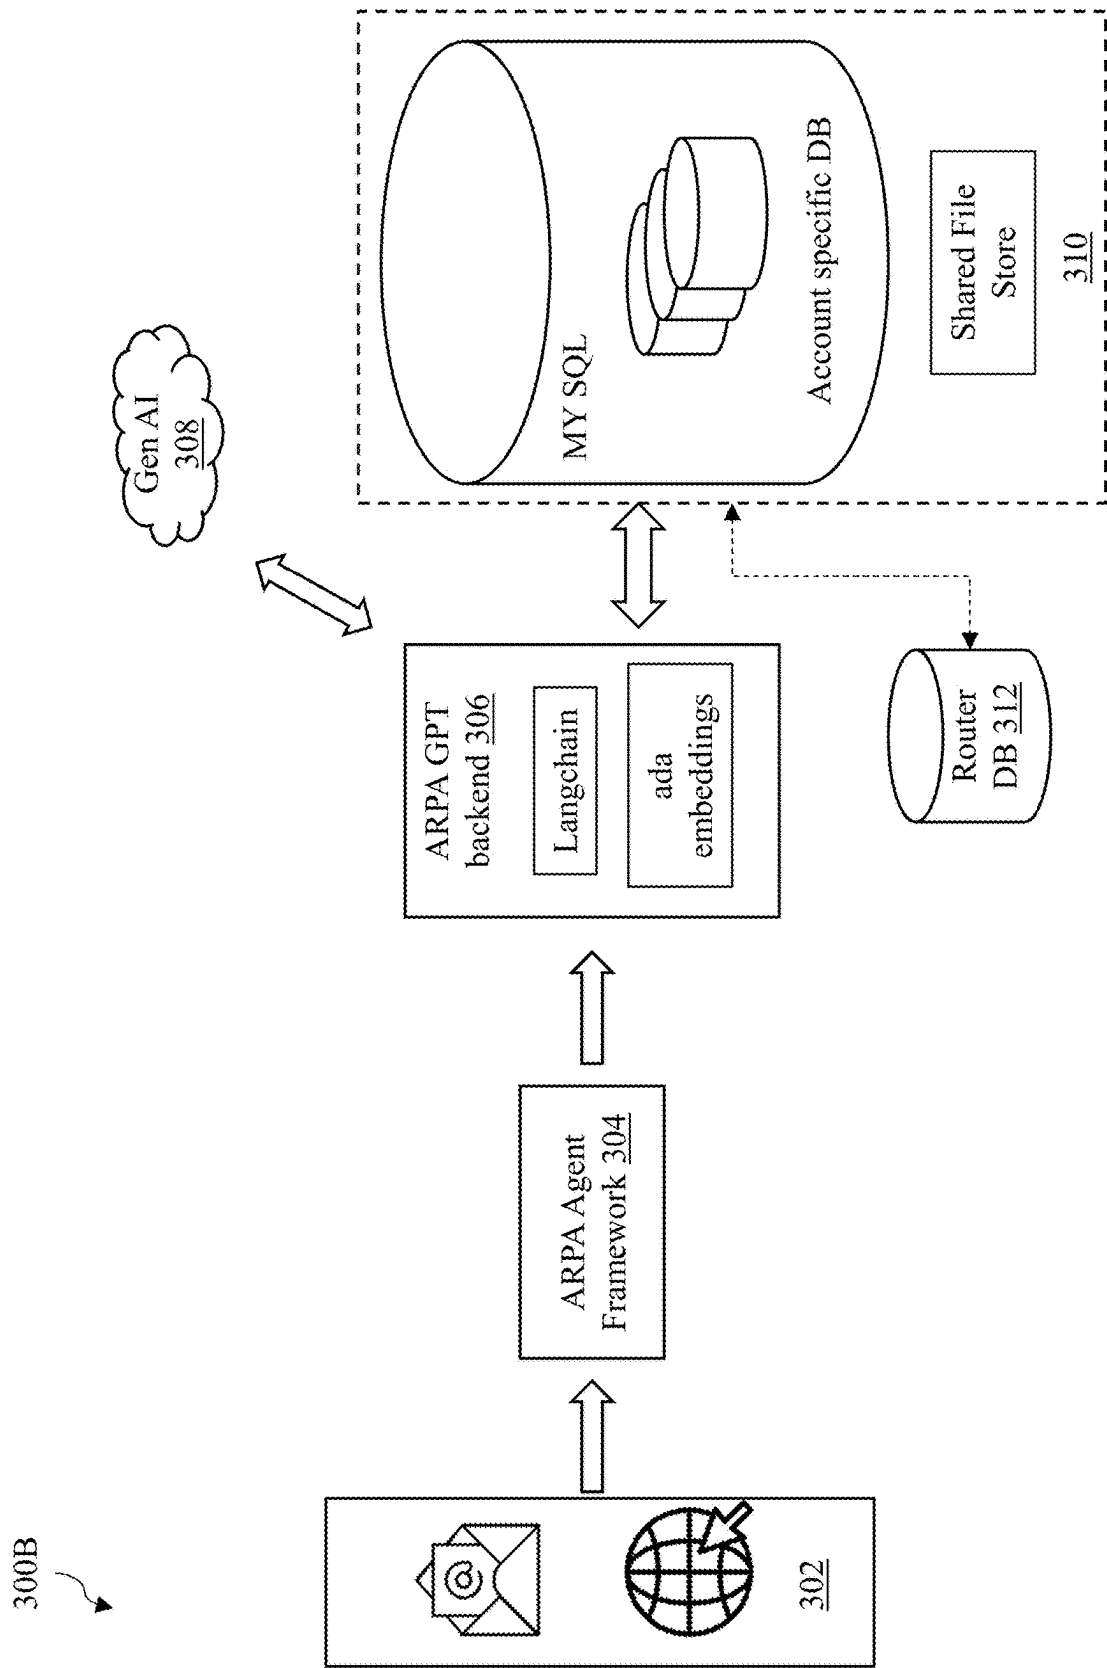 300B
302
ARPA Agent
Framework 304
ARPA GPT
backend 306
Langchain
ada
embeddings
Gen AI
308
MY SQL
Account specific DB
Shared File
Store
310
Router
DB 312